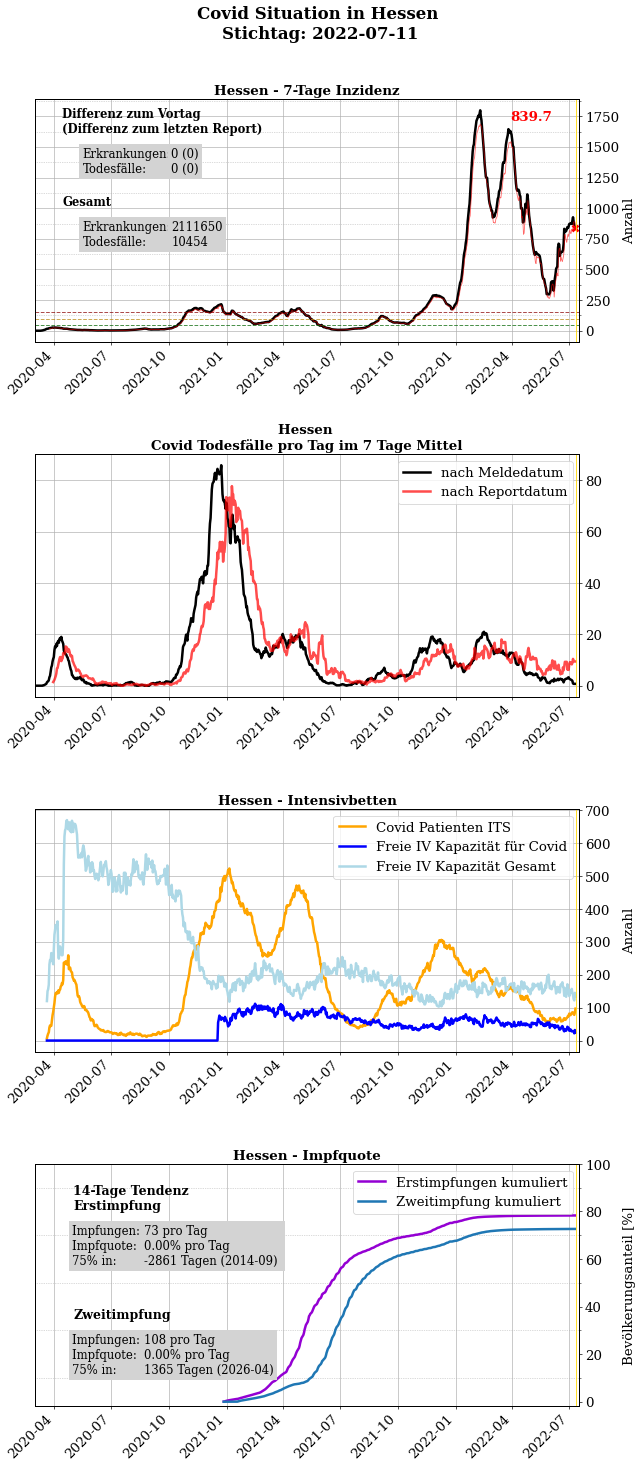 Covid Situation in Hessen
Stichtag: 2022-07-11
Hessen - 7-Tage Inzidenz
Differenz zum Vortag
(Differenz zum letzten Report)
Erkrankungen 0 (0)
Todesfälle: 0 (0)
Gesamt
Erkrankungen 2111650
Todesfälle: 10454
839.7
1750
1500
1250
1000
750
500
250
0
Anzahl
2020-04
2020-07
2020-10
2021-01
2021-04
2021-07
2021-10
2022-01
2022-04
2022-07
Hessen
Covid Todesfälle pro Tag im 7 Tage Mittel
nach Meldedatum
nach Reportdatum
80
60
40
20
0
2020-04
2020-07
2020-10
2021-01
2021-04
2021-07
2021-10
2022-01
2022-04
2022-07
Hessen - Intensivbetten
Covid Patienten ITS
Freie IV Kapazität für Covid
Freie IV Kapazität Gesamt
700
600
500
400
300
200
100
0
Anzahl
2020-04
2020-07
2020-10
2021-01
2021-04
2021-07
2021-10
2022-01
2022-04
2022-07
Hessen - Impfquote
14-Tage Tendenz
Erstimpfung
Impfungen: 73 pro Tag
Impfquote: 0.00% pro Tag
75% in: -2861 Tagen (2014-09)
Zweitimpfung
Impfungen: 108 pro Tag
Impfquote: 0.00% pro Tag
75% in: 1365 Tagen (2026-04)
Erstimpfungen kumuliert
Zweitimpfung kumuliert
100
80
60
40
20
0
Bevölkerungsanteil [%]
2020-04
2020-07
2020-10
2021-01
2021-04
2021-07
2021-10
2022-01
2022-04
2022-07